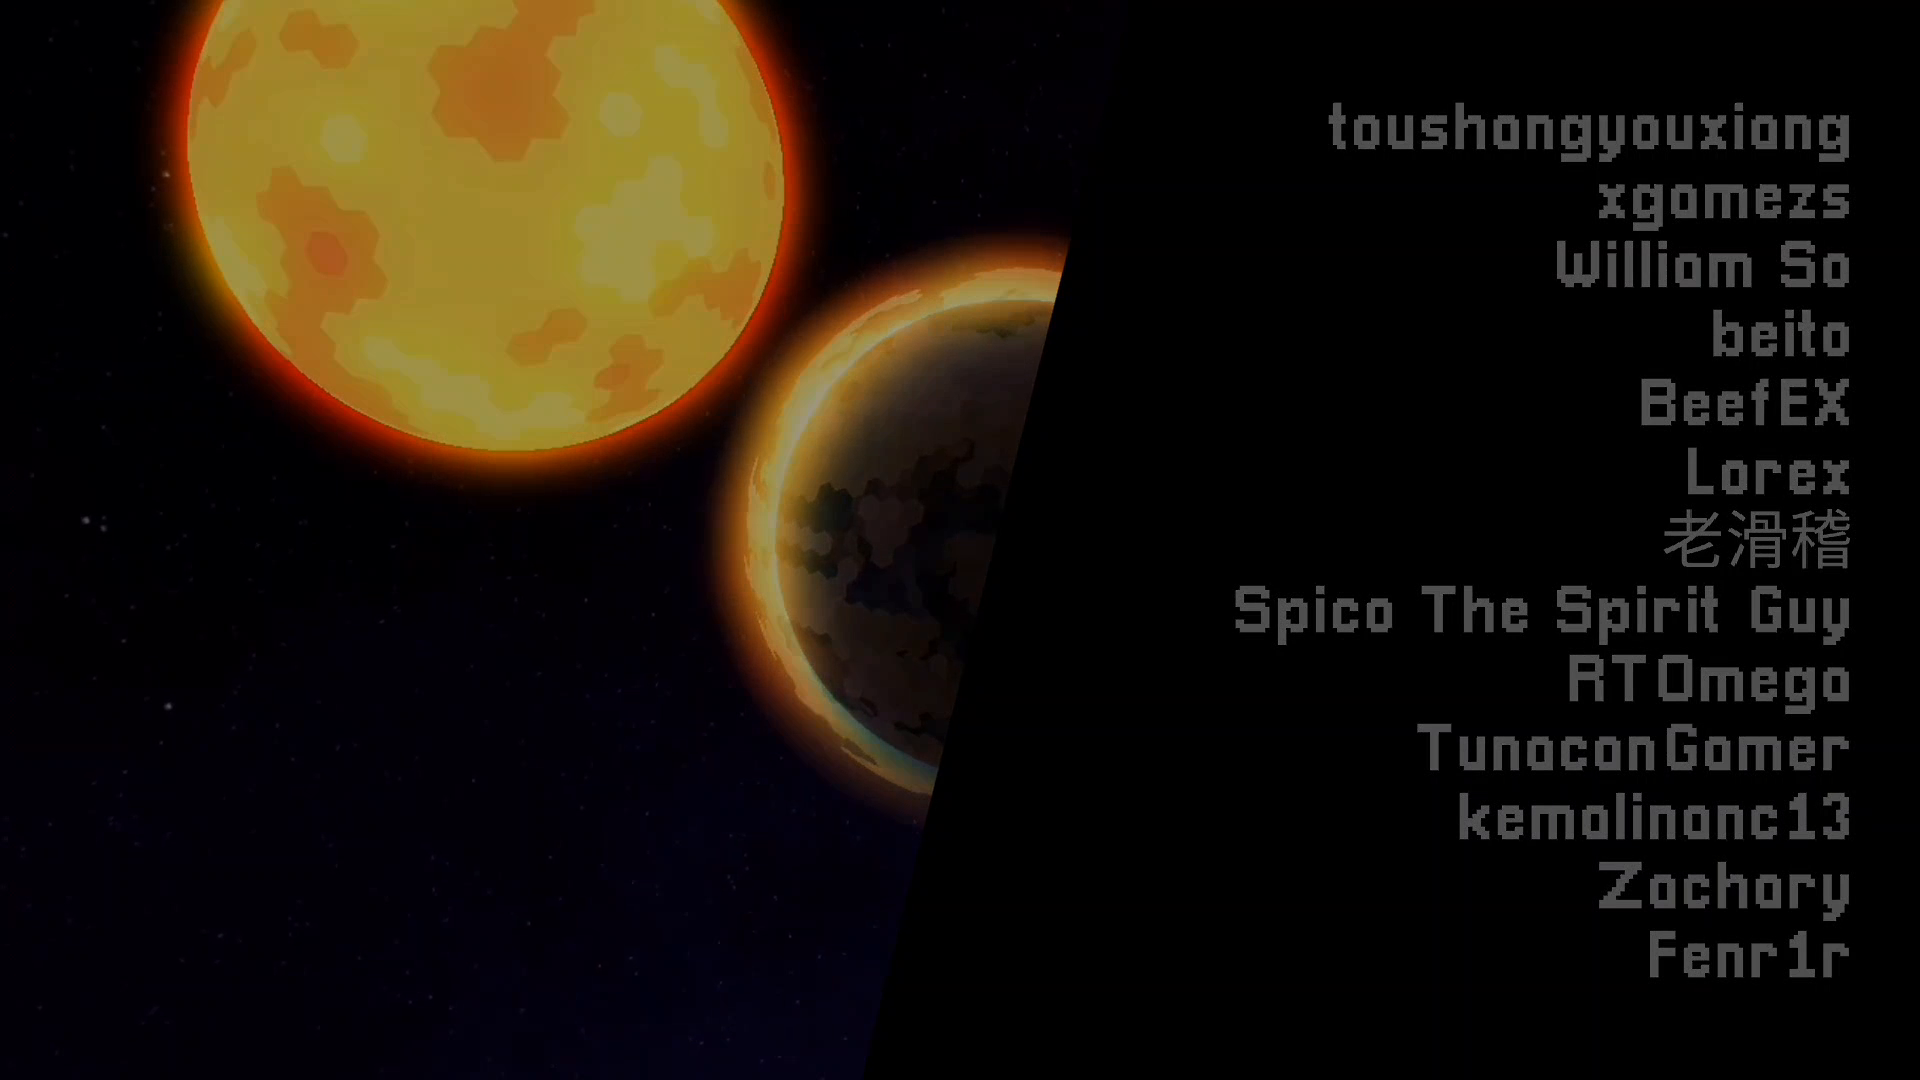 toushangyouxiang
xgamezs
William So
beito
BeefEX
Lorex
老滑稽
Spico The Spirit Guy
RTOmega
TunacanGamer
kemalinanc13
Zachary
Fenr1r